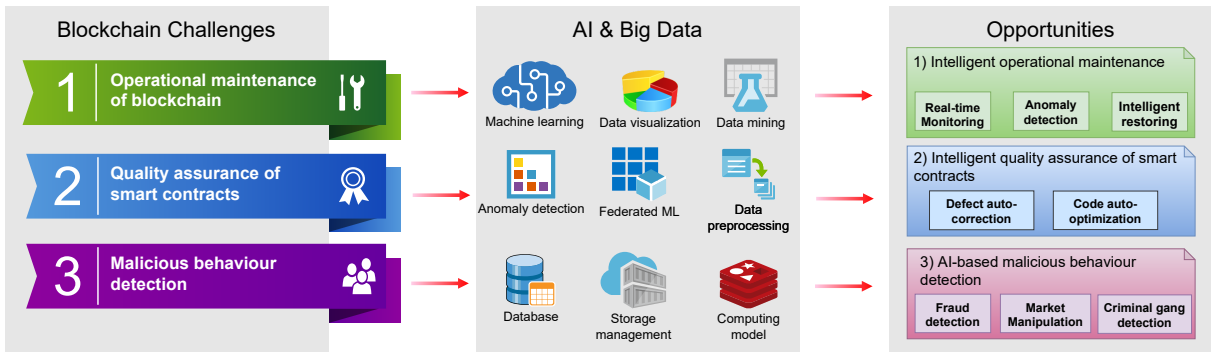 Blockchain Challenges
1
Operational maintenance
of blockchain
2
Quality assurance of
smart contracts
3
Malicious behaviour
detection
AI & Big Data
Machine learning
Data visualization
Data mining
Anomaly detection
Federated ML
Data
preprocessing
Database
Storage
management
Computing
model
Opportunities
1) Intelligent operational maintenance
Real-time
Monitoring
Anomaly
detection
Intelligent
restoring
2) Intelligent quality assurance of smart
contracts
Defect auto-
correction
Code auto-
optimization
3) AI-based malicious behaviour
detection
Fraud
detection
Market
Manipulation
Criminal gang
detection